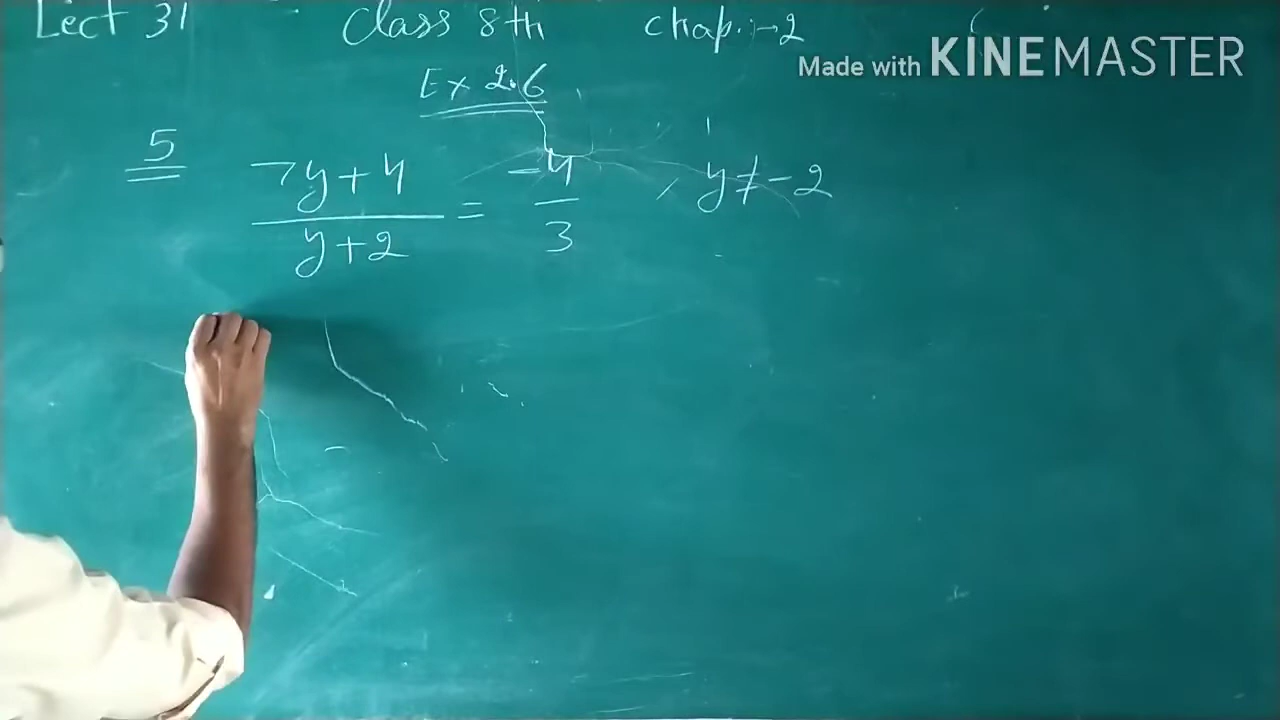 Lect 31 Class 8th chap:-2 (
Made with KINEMASTER
Ex 2.6
5 7y+4 / y+2 = -4 / 3 , y≠-2